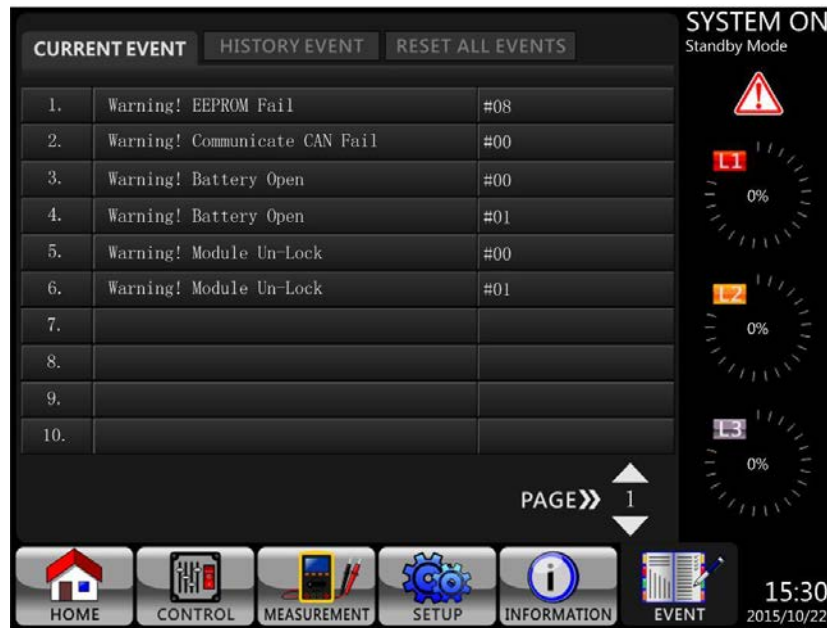 SYSTEM ON
Standby Mode
CURRENT EVENT HISTORY EVENT RESET ALL EVENTS
1. Warning! EEPROM Fail #08
2. Warning! Communicate CAN Fail #00
3. Warning! Battery Open #00
4. Warning! Battery Open #01
5. Warning! Module Un-Lock #00
6. Warning! Module Un-Lock #01
7.
8.
9.
10.
L1
0%
L2
0%
L3
0%
PAGE» 1
HOME CONTROL MEASUREMENT SETUP INFORMATION EVENT
15:30
2015/10/22